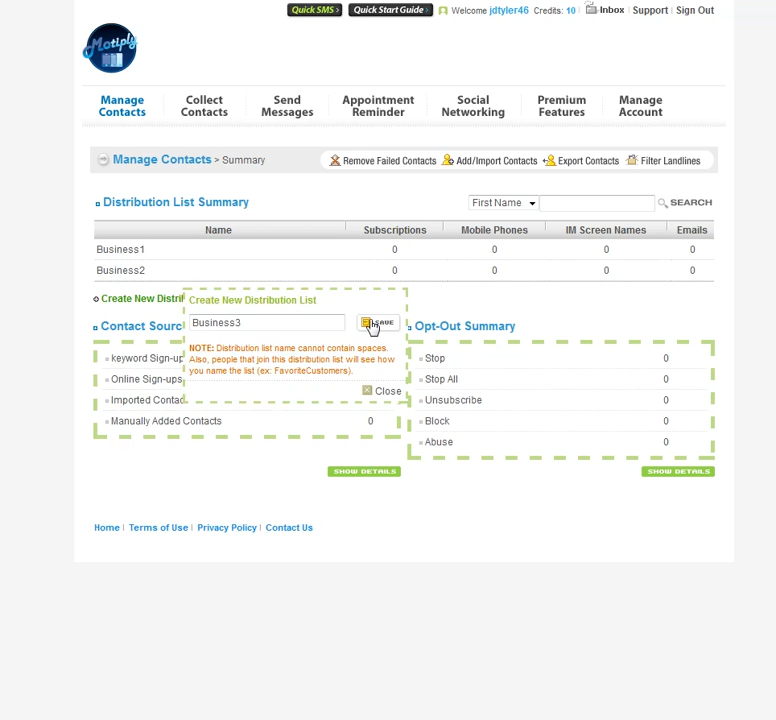 Quick SMS Quick Start Guide Welcome jdtyler46 Credits: 10 Inbox Support Sign Out
Motiply
Manage Contacts
Collect Contacts
Send Messages
Appointment Reminder
Social Networking
Premium Features
Manage Account
Manage Contacts > Summary
Remove Failed Contacts Add/Import Contacts Export Contacts Filter Landlines
Distribution List Summary
First Name SEARCH
Name Subscriptions Mobile Phones IM Screen Names Emails
Business1 0 0 0 0
Business2 0 0 0 0
Create New Distri
Create New Distribution List
Business3 SAVE
NOTE: Distribution list name cannot contain spaces.
Also, people that join this distribution list will see how
you name the list (ex: FavoriteCustomers).
Close
Contact Sourc
keyword Sign-up
Online Sign-ups
Imported Contac
Manually Added Contacts 0
SHOW DETAILS
Opt-Out Summary
Stop 0
Stop All 0
Unsubscribe 0
Block 0
Abuse 0
SHOW DETAILS
Home | Terms of Use | Privacy Policy | Contact Us